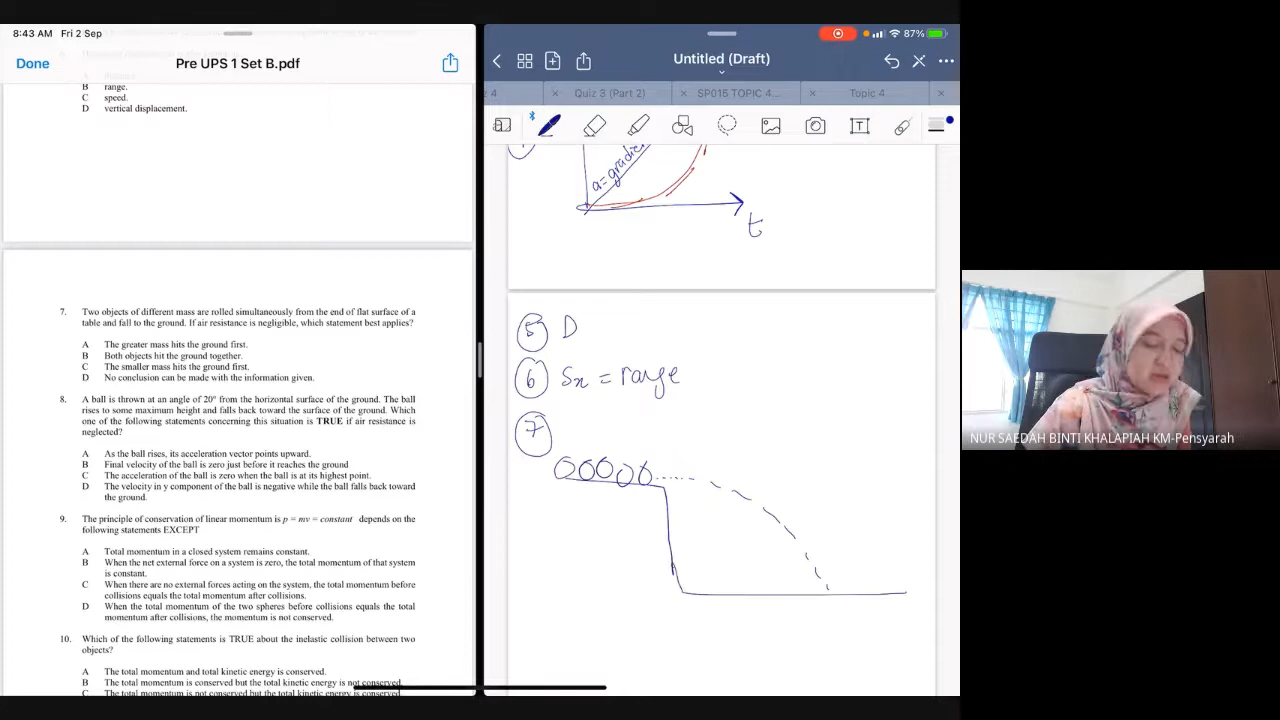 8:43 AM Fri 2 Sep
87%
Done
Pre UPS 1 Set B.pdf
Untitled (Draft)
Quiz 3 (Part 2)
SP015 TOPIC 4...
Topic 4
B range.
C speed.
D vertical displacement.
7. Two objects of different mass are rolled simultaneously from the end of flat surface of a
table and fall to the ground. If air resistance is negligible, which statement best applies?
A The greater mass hits the ground first.
B Both objects hit the ground together.
C The smaller mass hits the ground first.
D No conclusion can be made with the information given.
8. A ball is thrown at an angle of 20° from the horizontal surface of the ground. The ball
rises to some maximum height and falls back toward the surface of the ground. Which
one of the following statements concerning this situation is TRUE if air resistance is
neglected?
A As the ball rises, its acceleration vector points upward.
B Final velocity of the ball is zero just before it reaches the ground
C The acceleration of the ball is zero when the ball is at its highest point.
D The velocity in y component of the ball is negative while the ball falls back toward
the ground.
9. The principle of conservation of linear momentum is p = mv = constant depends on the
following statements EXCEPT
A Total momentum in a closed system remains constant.
B When the net external force on a system is zero, the total momentum of that system
is constant.
C When there are no external forces acting on the system, the total momentum before
collisions equals the total momentum after collisions.
D When the total momentum of the two spheres before collisions equals the total
momentum after collisions, the momentum is not conserved.
10. Which of the following statements is TRUE about the inelastic collision between two
objects?
A The total momentum and total kinetic energy is conserved.
B The total momentum is conserved but the total kinetic energy is not conserved.
C The total momentum is not conserved but the total kinetic energy is conserved.
t
5 D
6 Sx = range
7
NUR SAEDAH BINTI KHALAPIAH KM-Pensyarah